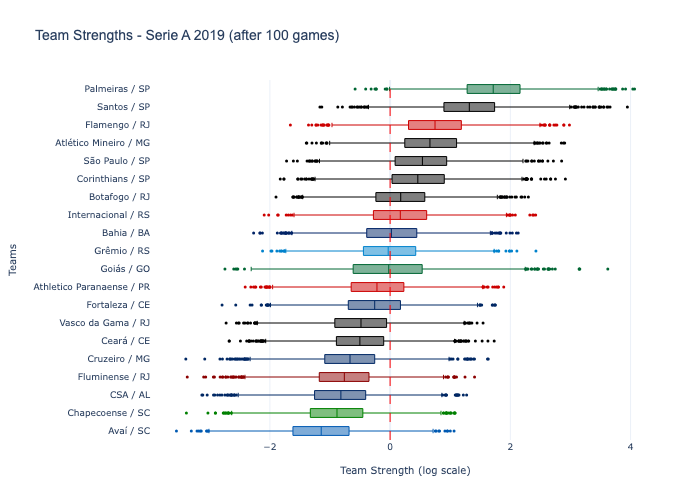 Team Strengths - Serie A 2019 (after 100 games)
Palmeiras / SP
Santos / SP
Flamengo / RJ
Atlético Mineiro / MG
São Paulo / SP
Corinthians / SP
Botafogo / RJ
Internacional / RS
Bahia / BA
Grêmio / RS
Goiás / GO
Athletico Paranaense / PR
Fortaleza / CE
Vasco da Gama / RJ
Ceará / CE
Cruzeiro / MG
Fluminense / RJ
CSA / AL
Chapecoense / SC
Avaí / SC
Teams
−2 0 2 4
Team Strength (log scale)